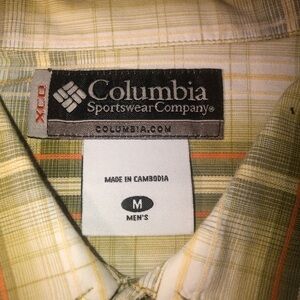 XCO
Columbia
Sportswear Company®
COLUMBIA.COM
MADE IN CAMBODIA
M
MEN'S